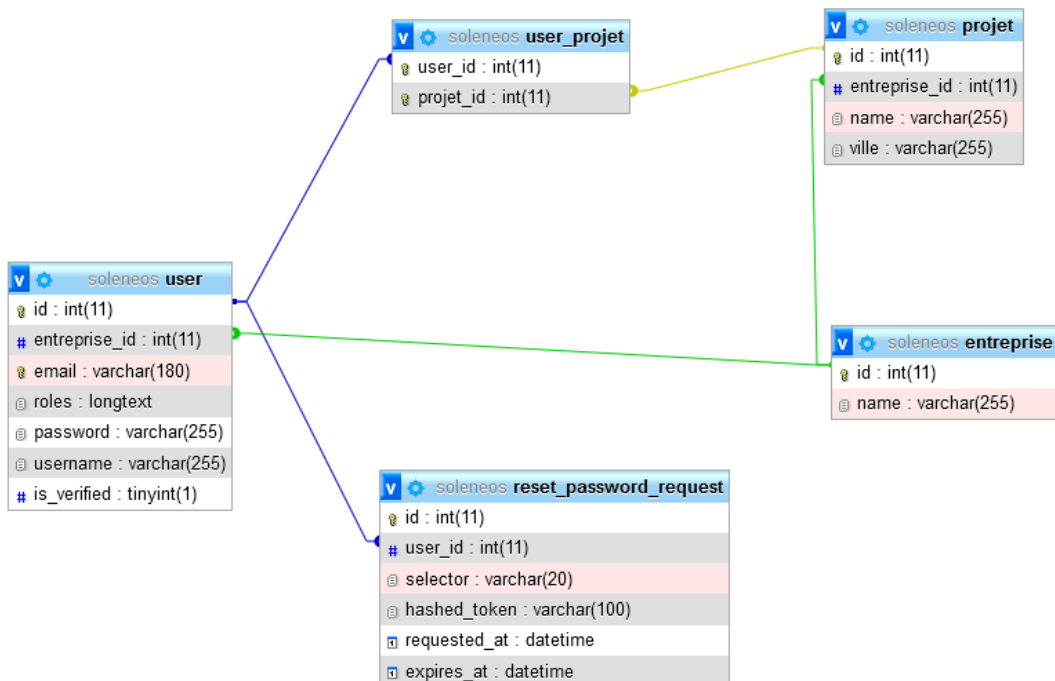 v soleneos user_projet
user_id : int(11)
projet_id : int(11)
v soleneos projet
id : int(11)
# entreprise_id : int(11)
name : varchar(255)
ville : varchar(255)
v soleneos user
id : int(11)
# entreprise_id : int(11)
email : varchar(180)
roles : longtext
password : varchar(255)
username : varchar(255)
# is_verified : tinyint(1)
v soleneos entreprise
id : int(11)
name : varchar(255)
v soleneos reset_password_request
id : int(11)
# user_id : int(11)
selector : varchar(20)
hashed_token : varchar(100)
requested_at : datetime
expires_at : datetime